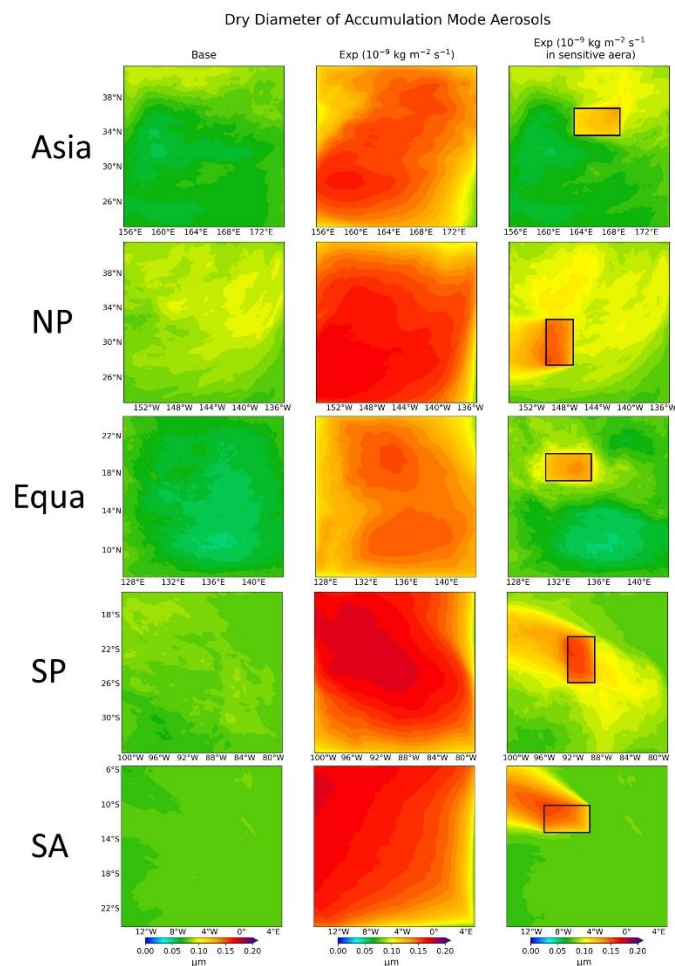 Dry Diameter of Accumulation Mode Aerosols
Base
Exp (10⁻⁹ kg m⁻² s⁻¹)
Exp (10⁻⁹ kg m⁻² s⁻¹
in sensitive aera)
Asia
38°N
34°N
30°N
26°N
156°E 160°E 164°E 168°E 172°E
156°E 160°E 164°E 168°E 172°E
156°E 160°E 164°E 168°E 172°E
NP
38°N
34°N
30°N
26°N
152°W 148°W 144°W 140°W 136°W
152°W 148°W 144°W 140°W 136°W
152°W 148°W 144°W 140°W 136°W
Equa
22°N
18°N
14°N
10°N
128°E 132°E 136°E 140°E
128°E 132°E 136°E 140°E
128°E 132°E 136°E 140°E
SP
18°S
22°S
26°S
30°S
100°W 96°W 92°W 88°W 84°W 80°W
100°W 96°W 92°W 88°W 84°W 80°W
100°W 96°W 92°W 88°W 84°W 80°W
SA
6°S
10°S
14°S
18°S
22°S
12°W 8°W 4°W 0° 4°E
12°W 8°W 4°W 0° 4°E
12°W 8°W 4°W 0° 4°E
0.00 0.05 0.10 0.15 0.20
μm
0.00 0.05 0.10 0.15 0.20
μm
0.00 0.05 0.10 0.15 0.20
μm